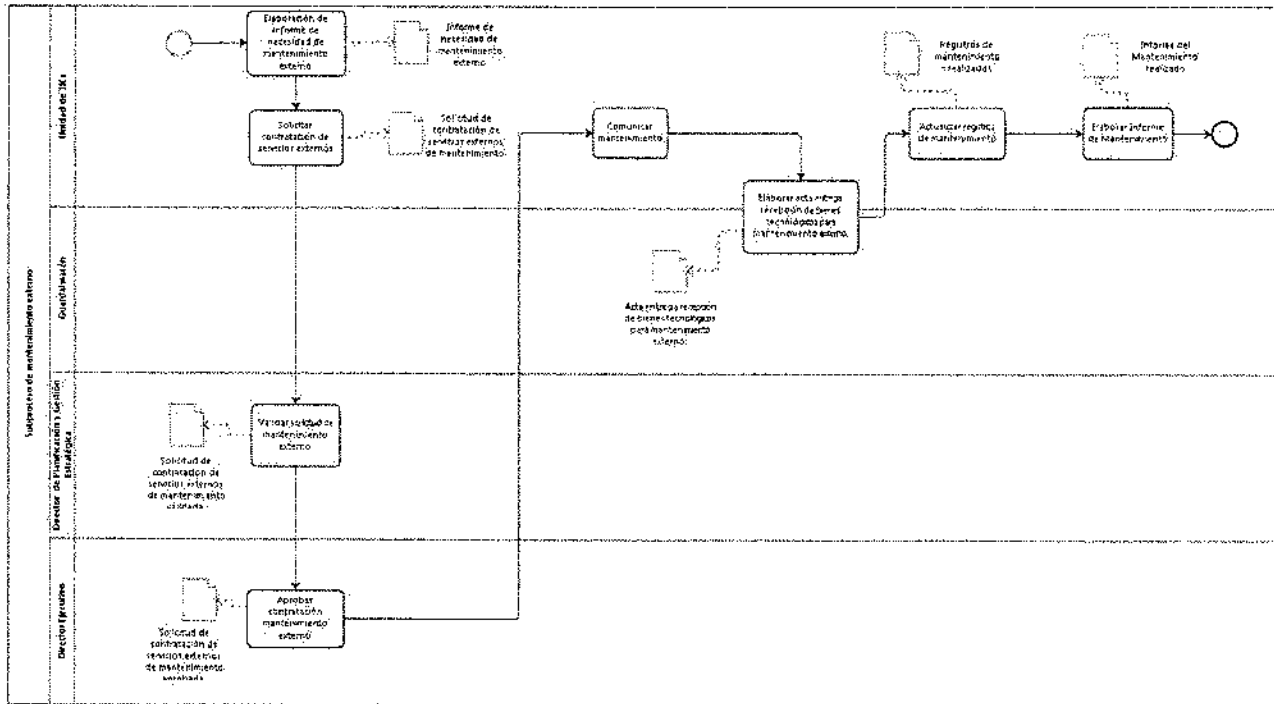 Subproceso de mantenimiento externo
Unidad de TICs
Elaboración de
informe de
necesidad de
mantenimiento
externo
Informe de
necesidad de
mantenimiento
externo
Solicitar
contratación de
servicios externos
Solicitud de
contratación de
servicios externos
de mantenimiento
Comunicar
mantenimiento
Elaborar acta entrega
recepción de bienes
tecnológicos para
mantenimiento externo
Registros de
mantenimiento
realizados
Actualizar registros
de mantenimiento
Informe del
Mantenimiento
realizado
Elaborar informe
de Mantenimiento
Guardalmacén
Acta entrega recepción
de bienes tecnológicos
para mantenimiento
externo
Director de Planificación y Gestión
Estratégica
Validar solicitud de
mantenimiento
externo
Solicitud de
contratación de
servicios externos
de mantenimiento
Director Ejecutivo
Aprobar
contratación
mantenimiento
externo
Solicitud de
contratación de
servicios externos
de mantenimiento
aprobada